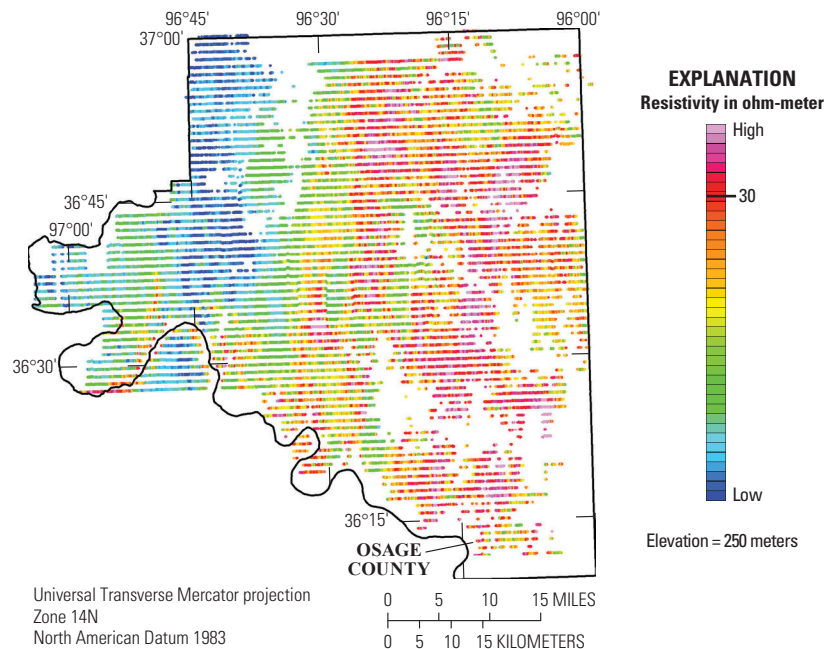 96°45' 96°30' 96°15' 96°00'
37°00'
36°45'
97°00'
36°30'
36°15'
OSAGE
COUNTY
EXPLANATION
Resistivity in ohm-meter
High
30
Low
Elevation = 250 meters
Universal Transverse Mercator projection
Zone 14N
North American Datum 1983
0 5 10 15 MILES
0 5 10 15 KILOMETERS